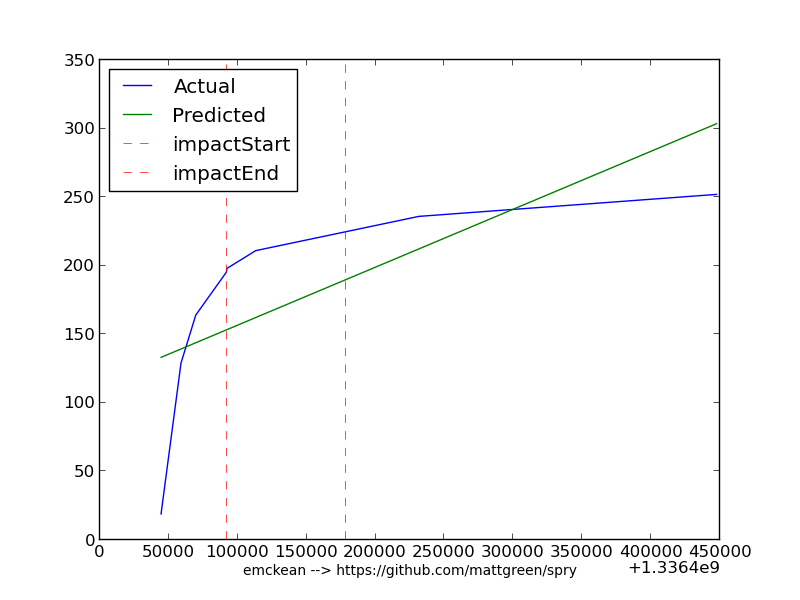 350
300
250
200
150
100
50
0
Actual
Predicted
impactStart
impactEnd
0 50000 100000 150000 200000 250000 300000 350000 400000 450000
+1.3364e9
emckean --> https://github.com/mattgreen/spry